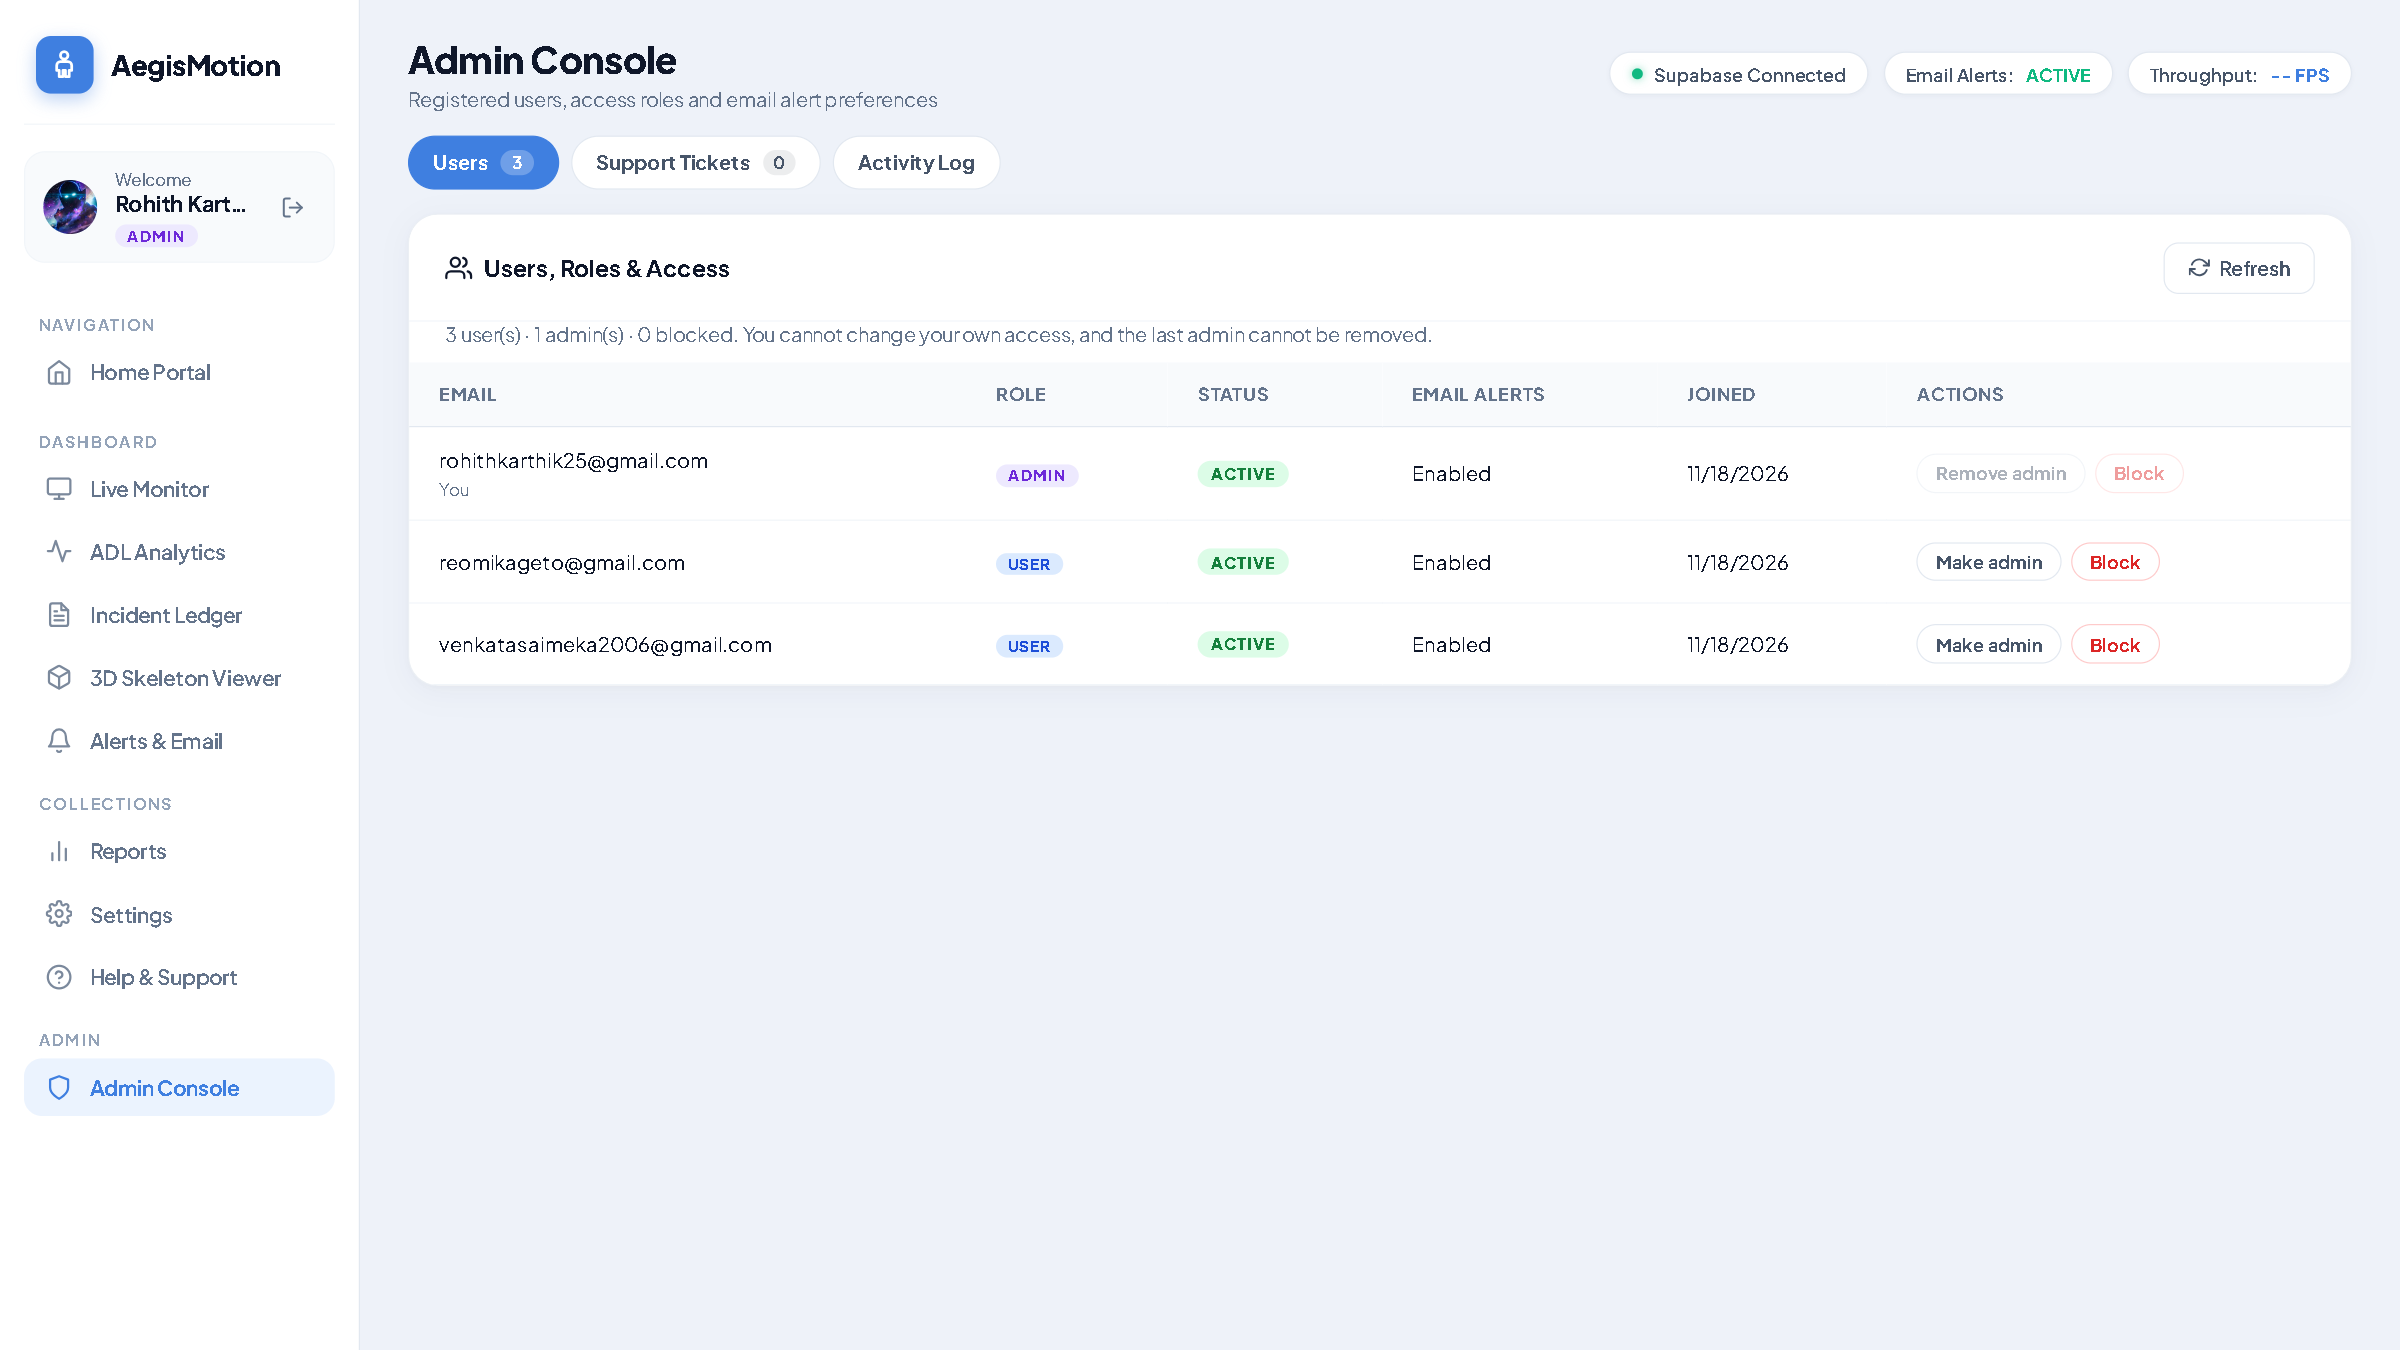 AegisMotion
Welcome
Rohith Kart...
ADMIN
NAVIGATION
Home Portal
DASHBOARD
Live Monitor
ADL Analytics
Incident Ledger
3D Skeleton Viewer
Alerts & Email
COLLECTIONS
Reports
Settings
Help & Support
ADMIN
Admin Console
Admin Console
Registered users, access roles and email alert preferences
Supabase Connected
Email Alerts: ACTIVE
Throughput: -- FPS
Users 3
Support Tickets 0
Activity Log
Users, Roles & Access
Refresh
3 user(s) · 1 admin(s) · 0 blocked. You cannot change your own access, and the last admin cannot be removed.
EMAIL ROLE STATUS EMAIL ALERTS JOINED ACTIONS
rohithkarthik25@gmail.com ADMIN ACTIVE Enabled 11/18/2026 Remove admin Block
You
reomikageto@gmail.com USER ACTIVE Enabled 11/18/2026 Make admin Block
venkatasaimeka2006@gmail.com USER ACTIVE Enabled 11/18/2026 Make admin Block